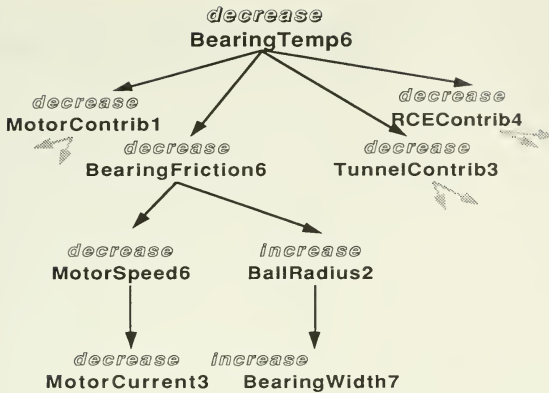 decrease
BearingTemp6
decrease
MotorContrib1
decrease
RCEContrib4
decrease
BearingFriction6
decrease
TunnelContrib3
decrease
MotorSpeed6
increase
BallRadius2
decrease
MotorCurrent3
increase
BearingWidth7